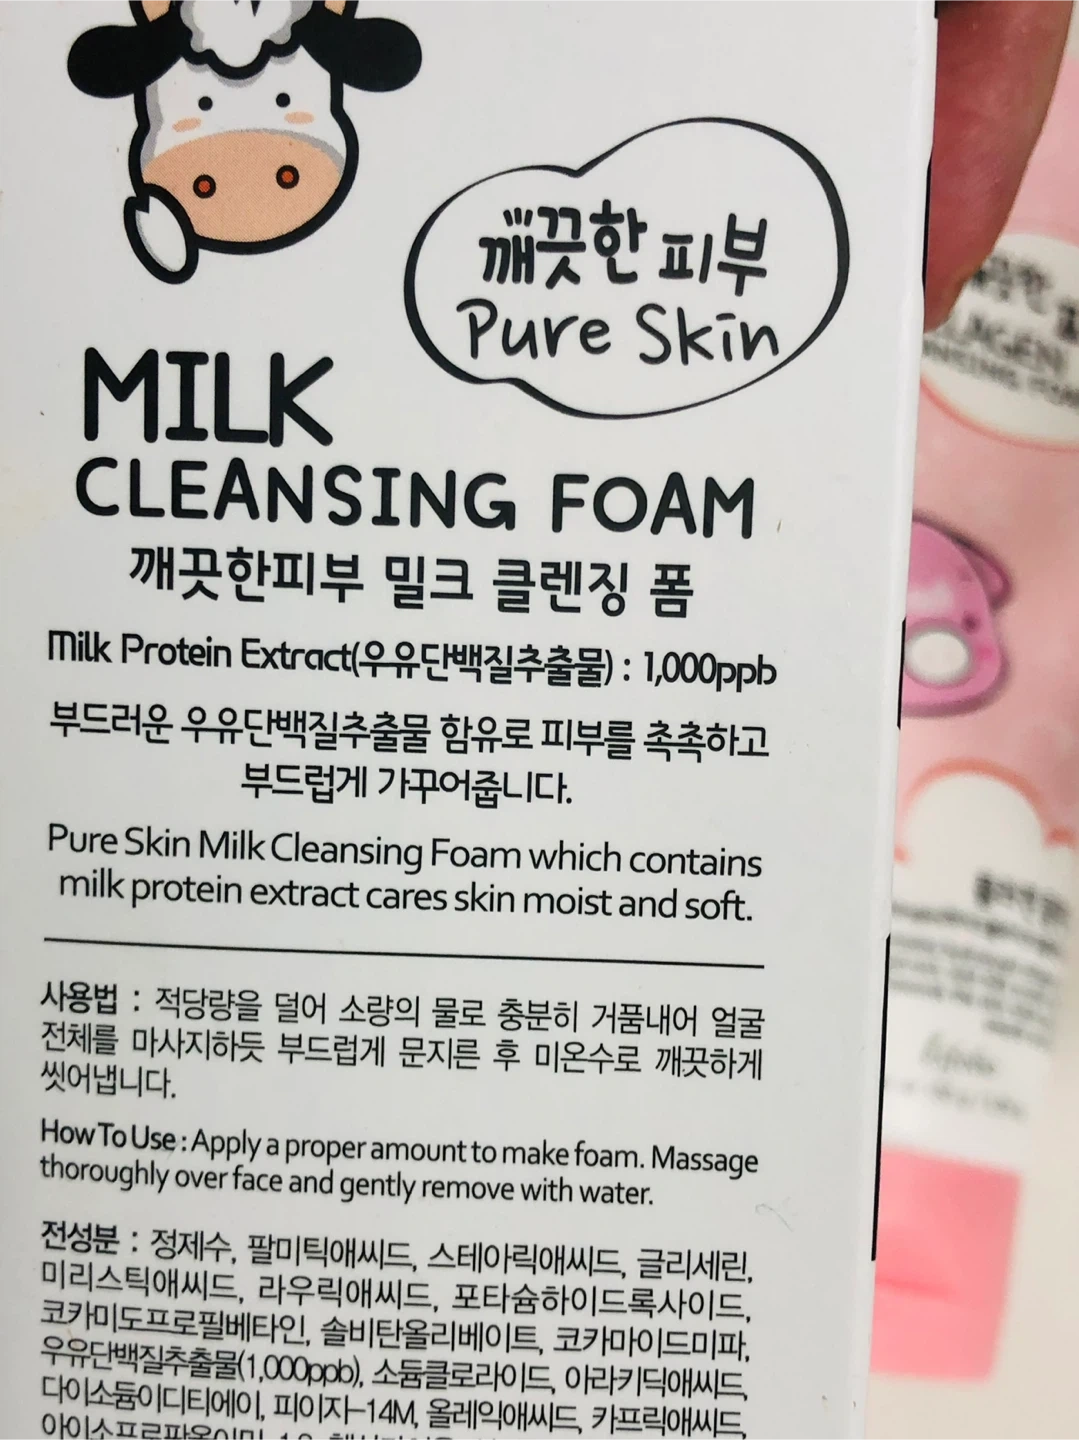 깨끗한 피부
Pure Skin
MILK
CLEANSING FOAM
깨끗한피부 밀크 클렌징 폼
Milk Protein Extract(우유단백질추출물) : 1,000ppb
부드러운 우유단백질추출물 함유로 피부를 촉촉하고
부드럽게 가꾸어줍니다.
Pure Skin Milk Cleansing Foam which contains
milk protein extract cares skin moist and soft.
사용법 : 적당량을 덜어 소량의 물로 충분히 거품내어 얼굴
전체를 마사지하듯 부드럽게 문지른 후 미온수로 깨끗하게
씻어냅니다.
How To Use : Apply a proper amount to make foam. Massage
thoroughly over face and gently remove with water.
전성분 : 정제수, 팔미틱애씨드, 스테아릭애씨드, 글리세린,
미리스틱애씨드, 라우릭애씨드, 포타슘하이드록사이드,
코카미도프로필베타인, 솔비탄올리베이트, 코카마이드미파,
우유단백질추출물(1,000ppb), 소듐클로라이드, 아라키딕애씨드,
다이소듐이디티에이, 피이지-14M, 올레익애씨드, 카프릭애씨드,